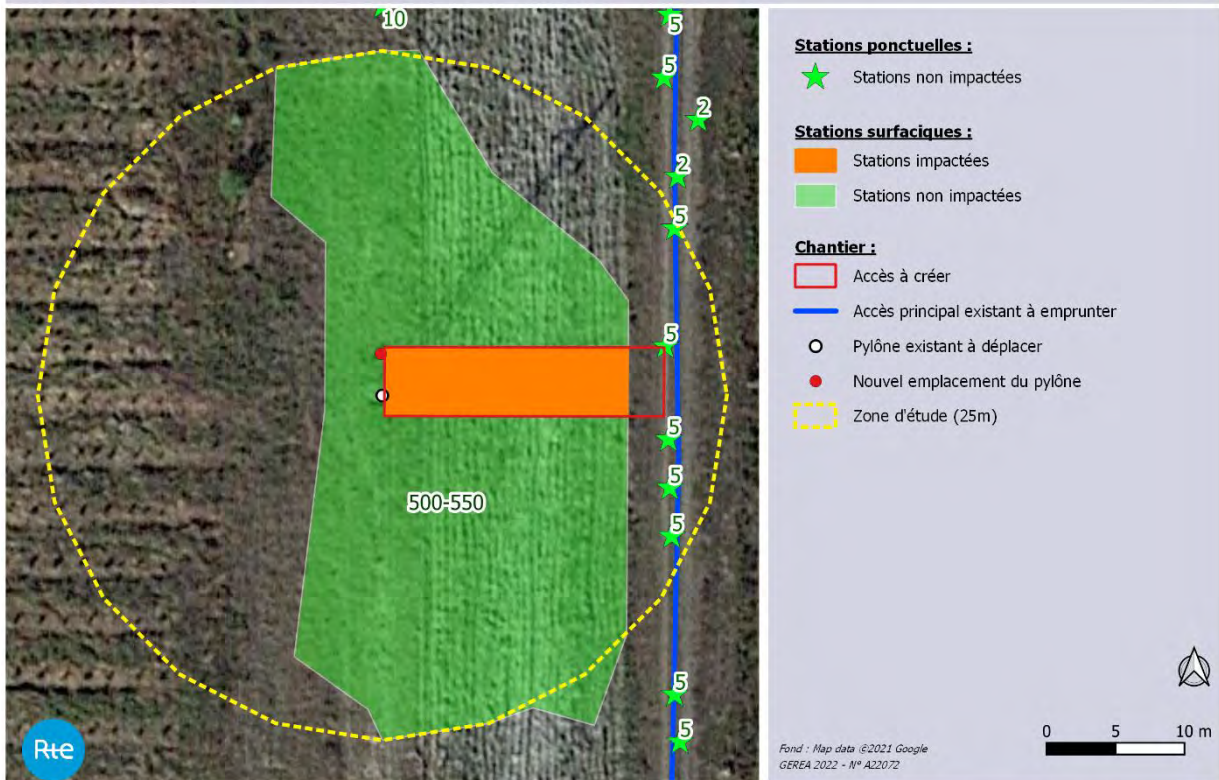 10
5
5
2
2
5
5
5
5
5
500-550
5
5
Rte
Stations ponctuelles :
Stations non impactées
Stations surfaciques :
Stations impactées
Stations non impactées
Chantier :
Accès à créer
Accès principal existant à emprunter
Pylône existant à déplacer
Nouvel emplacement du pylône
Zone d'étude (25m)
0 5 10 m
Fond : Map data ©2021 Google
GEREA 2022 - N° A22072